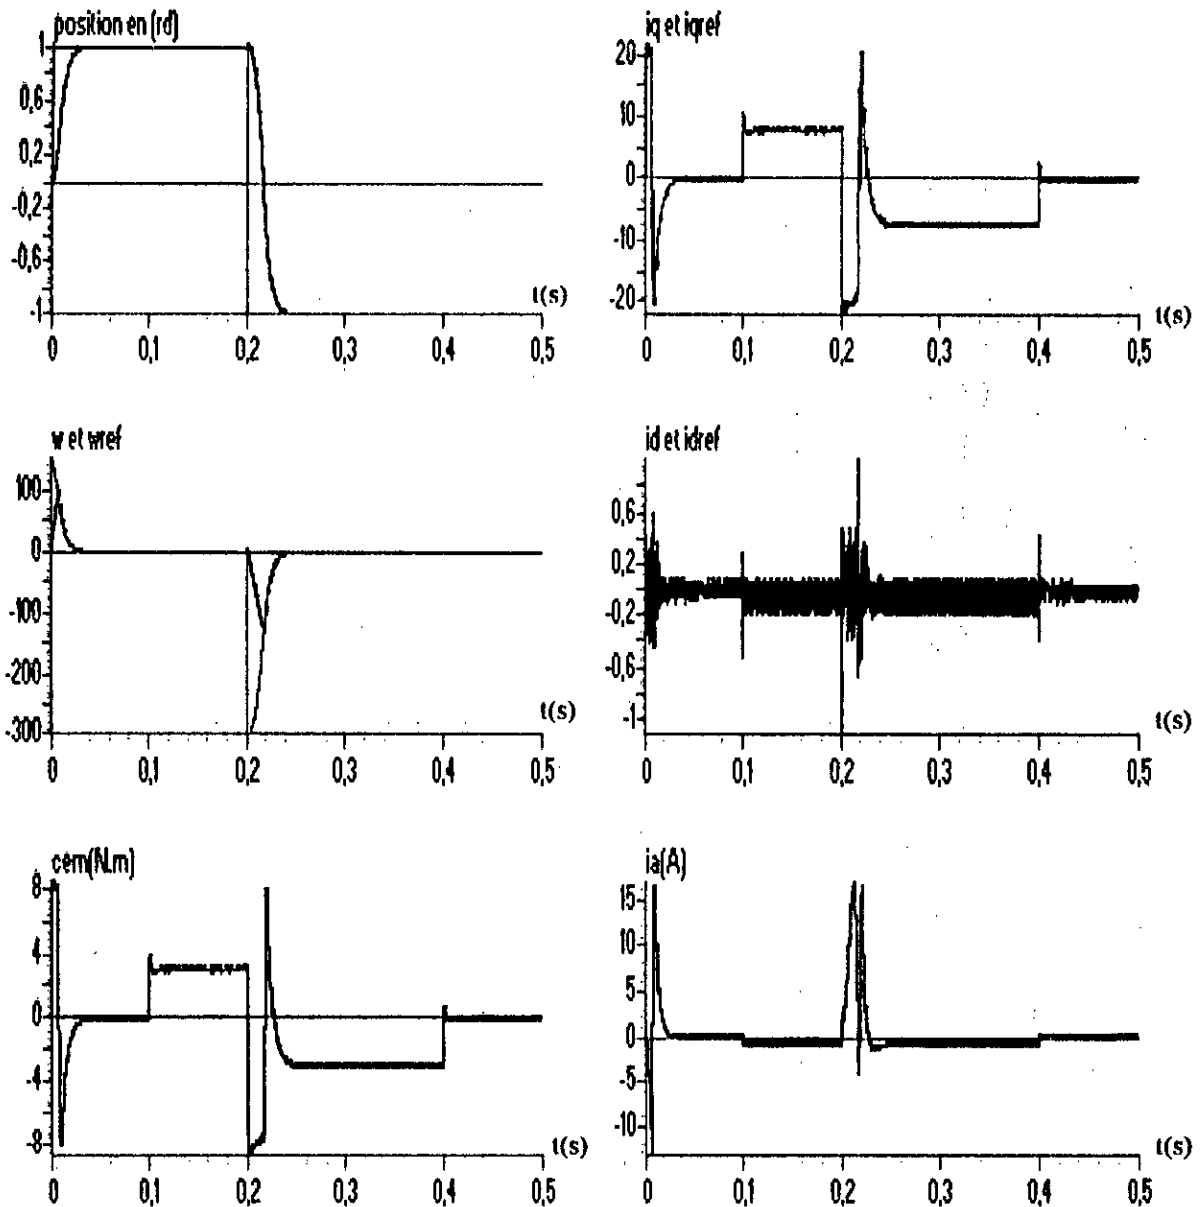 position en (rd)
1
0,6
0,2
-0,2
-0,6
-1
t(s)
0 0,1 0,2 0,3 0,4 0,5
iq et iqref
20
10
0
-10
-20
t(s)
0 0,1 0,2 0,3 0,4 0,5
w et wref
100
0
-100
-200
-300
t(s)
0 0,1 0,2 0,3 0,4 0,5
id et idref
0,6
0,2
-0,2
-0,6
-1
t(s)
0 0,1 0,2 0,3 0,4 0,5
cem(N.m)
8
4
0
-4
-8
t(s)
0 0,1 0,2 0,3 0,4 0,5
ia(A)
15
10
5
0
-5
-10
t(s)
0 0,1 0,2 0,3 0,4 0,5